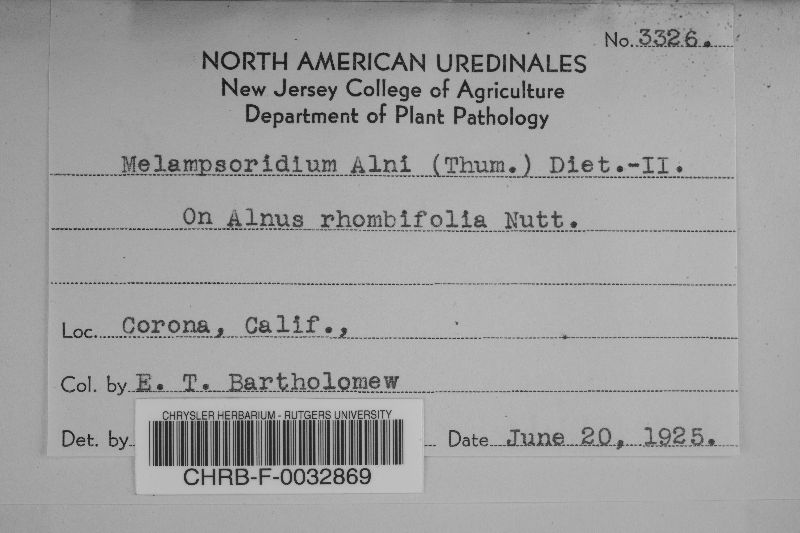 No. 3326.
NORTH AMERICAN UREDINALES
New Jersey College of Agriculture
Department of Plant Pathology
Melampsoridium Alni (Thum.) Diet.-II.
On Alnus rhombifolia Nutt.
Loc. Corona, Calif.,
Col. by E. T. Bartholomew
Det. by
Date June 20, 1925.
CHRYSLER HERBARIUM - RUTGERS UNIVERSITY
CHRB-F-0032869